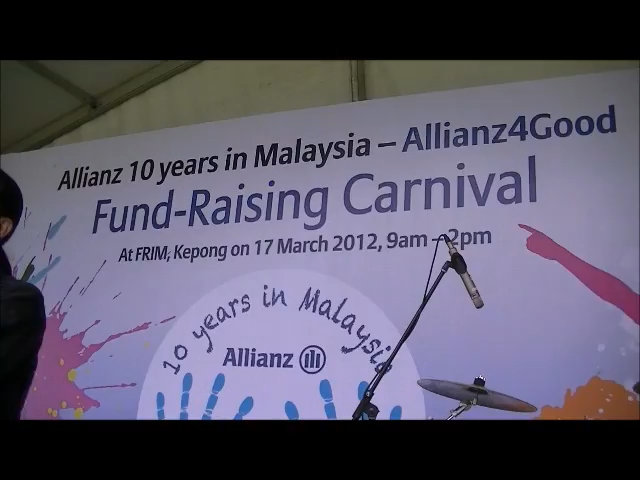 Allianz 10 years in Malaysia – Allianz4Good
Fund-Raising Carnival
At FRIM, Kepong on 17 March 2012, 9am – 2pm
10 years in Malaysia
Allianz